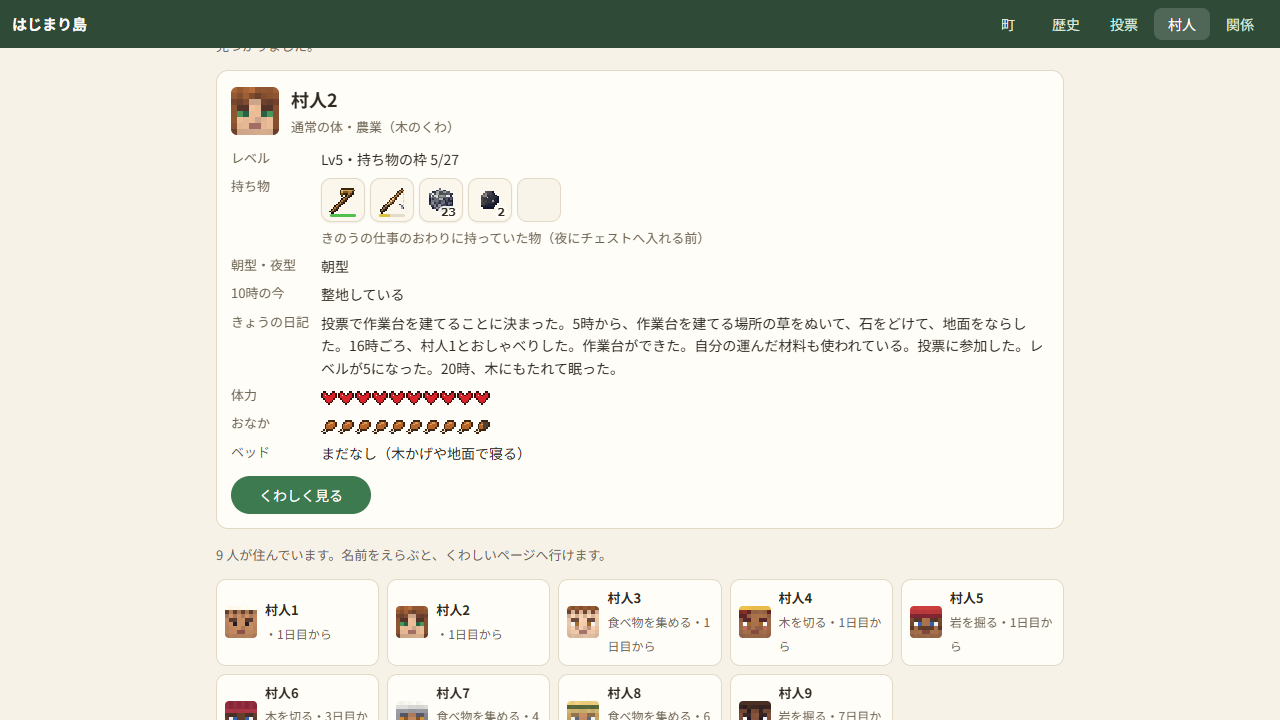 はじまり島
町
歴史
投票
村人
関係
見つかりました。
村人2
通常の体・農業（木のくわ）
レベル
Lv5・持ち物の枠 5/27
持ち物
23
2
きのうの仕事のおわりに持っていた物（夜にチェストへ入れる前）
朝型・夜型
朝型
10時の今
整地している
きょうの日記
投票で作業台を建てることに決まった。5時から、作業台を建てる場所の草をぬいて、石をどけて、地面をならし
た。16時ごろ、村人1とおしゃべりした。作業台ができた。自分の運んだ材料も使われている。投票に参加した。レ
ベルが5になった。20時、木にもたれて眠った。
体力
おなか
ベッド
まだなし（木かげや地面で寝る）
くわしく見る
9 人が住んでいます。名前をえらぶと、くわしいページへ行けます。
村人1
・1日目から
村人2
・1日目から
村人3
食べ物を集める・1
日目から
村人4
木を切る・1日目か
ら
村人5
岩を掘る・1日目か
ら
村人6
木を切る・3日目か
村人7
食べ物を集める・4
村人8
食べ物を集める・6
村人9
岩を掘る・7日目か